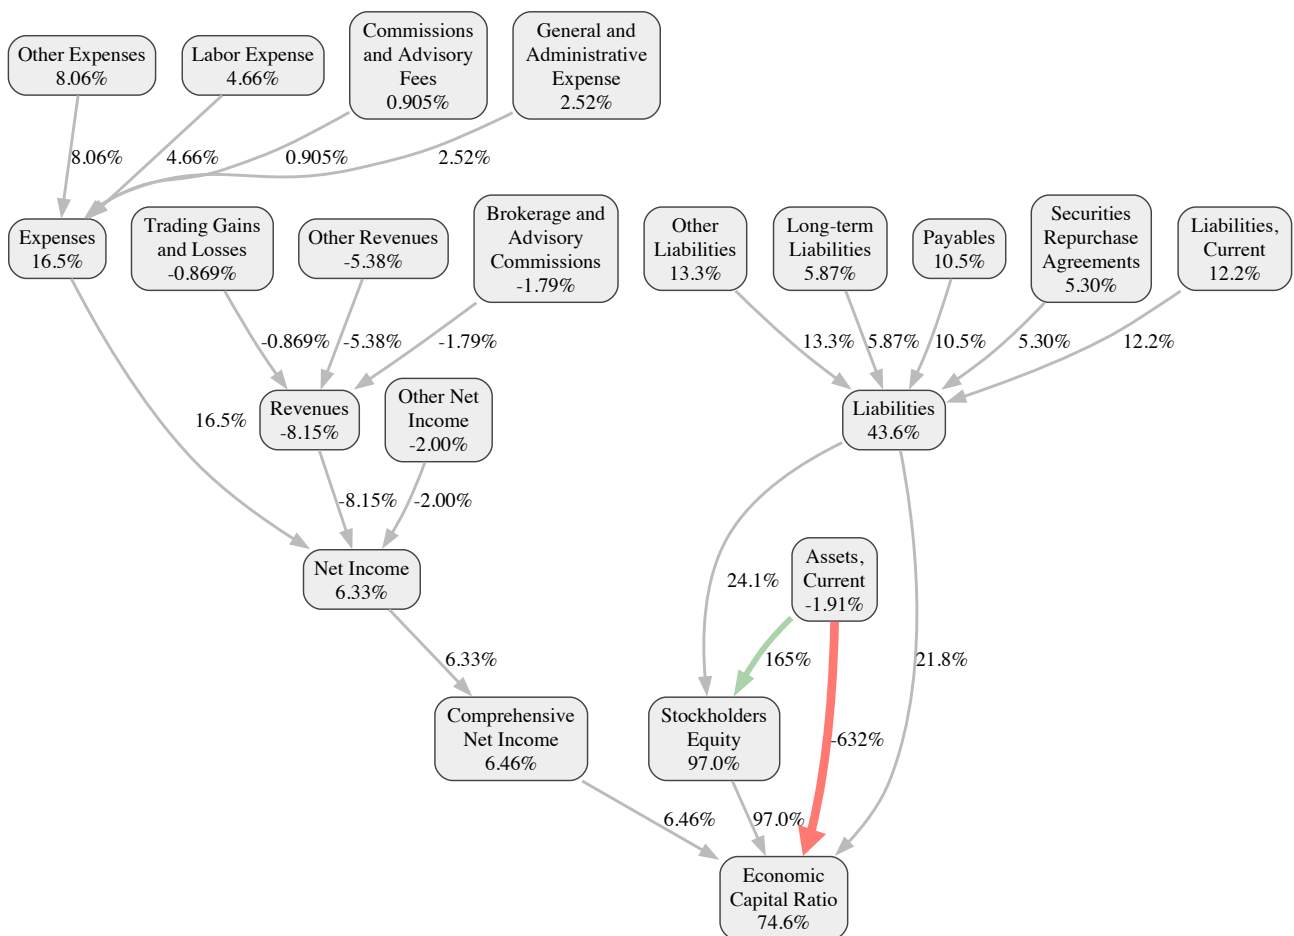 Other Expenses
8.06%
Labor Expense
4.66%
Commissions
and Advisory
Fees
0.905%
General and
Administrative
Expense
2.52%
8.06%
4.66%
0.905%
2.52%
Expenses
16.5%
Trading Gains
and Losses
-0.869%
Other Revenues
-5.38%
Brokerage and
Advisory
Commissions
-1.79%
Other
Liabilities
13.3%
Long-term
Liabilities
5.87%
Payables
10.5%
Securities
Repurchase
Agreements
5.30%
Liabilities,
Current
12.2%
-0.869%
-5.38%
-1.79%
13.3%
5.87%
10.5%
5.30%
12.2%
16.5%
Revenues
-8.15%
Other Net
Income
-2.00%
Liabilities
43.6%
-8.15%
-2.00%
Net Income
6.33%
24.1%
Assets,
Current
-1.91%
6.33%
165%
21.8%
Comprehensive
Net Income
6.46%
Stockholders
Equity
97.0%
-632%
6.46%
97.0%
Economic
Capital Ratio
74.6%